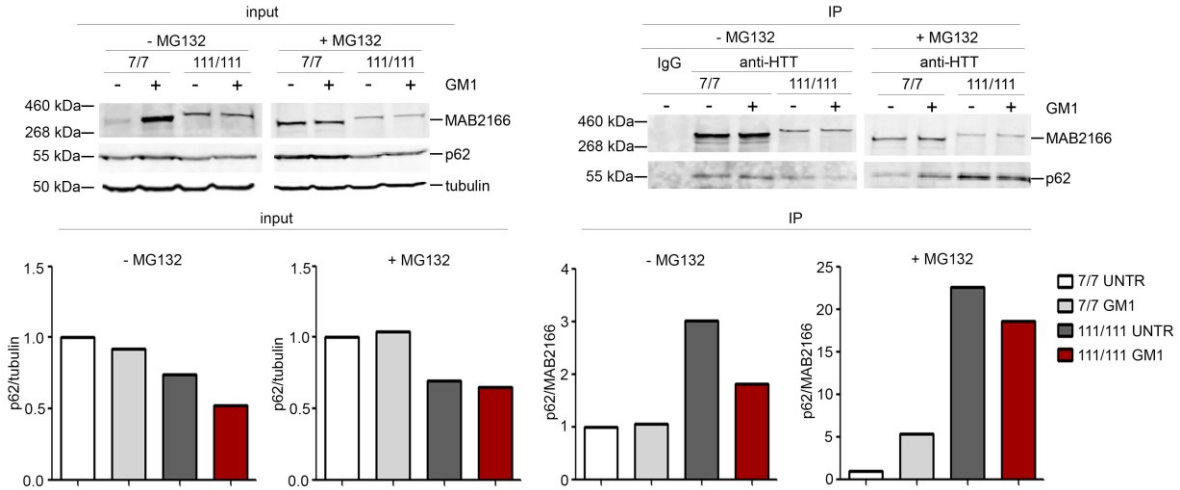 input
- MG132 + MG132
7/7 111/111 7/7 111/111
- + - + - + - + GM1
460 kDa
268 kDa
MAB2166
55 kDa
p62
50 kDa
tubulin
IP
- MG132 + MG132
IgG anti-HTT anti-HTT
7/7 111/111 7/7 111/111
- - + - + - + - + GM1
460 kDa
268 kDa
MAB2166
55 kDa
p62
input
- MG132
p62/tubulin
1.5
1.0
0.5
0.0
+ MG132
p62/tubulin
1.5
1.0
0.5
0.0
IP
- MG132
p62/MAB2166
4
3
2
1
0
+ MG132
p62/MAB2166
25
20
15
10
5
0
7/7 UNTR
7/7 GM1
111/111 UNTR
111/111 GM1